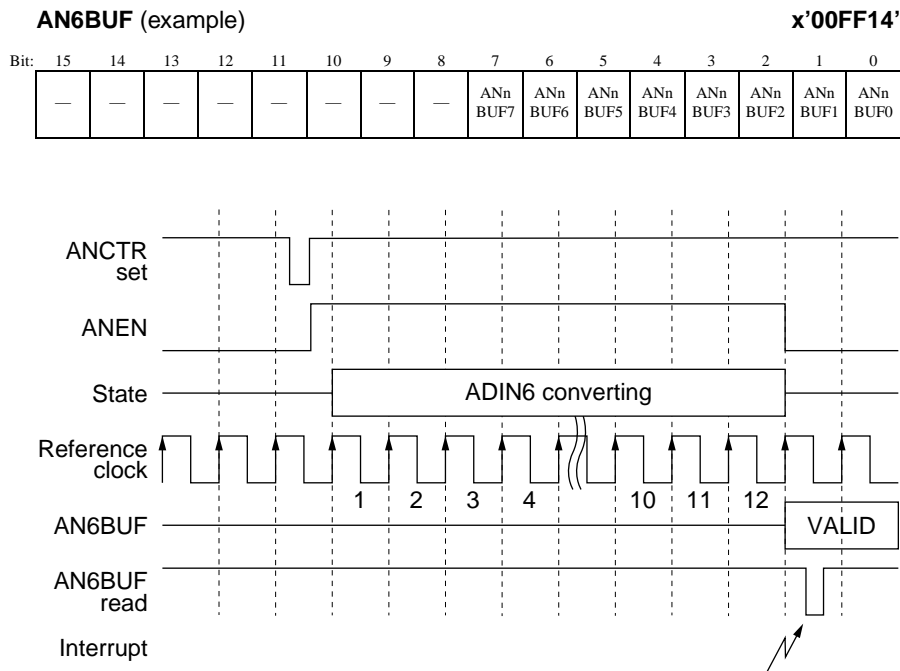 AN6BUF (example) x'00FF14'
Bit: 15 14 13 12 11 10 9 8 7 6 5 4 3 2 1 0
— — — — — — — — ANn BUF7 ANn BUF6 ANn BUF5 ANn BUF4 ANn BUF3 ANn BUF2 ANn BUF1 ANn BUF0
ANCTR
set
ANEN
State ADIN6 converting
Reference
clock
1 2 3 4 10 11 12
AN6BUF VALID
AN6BUF
read
Interrupt